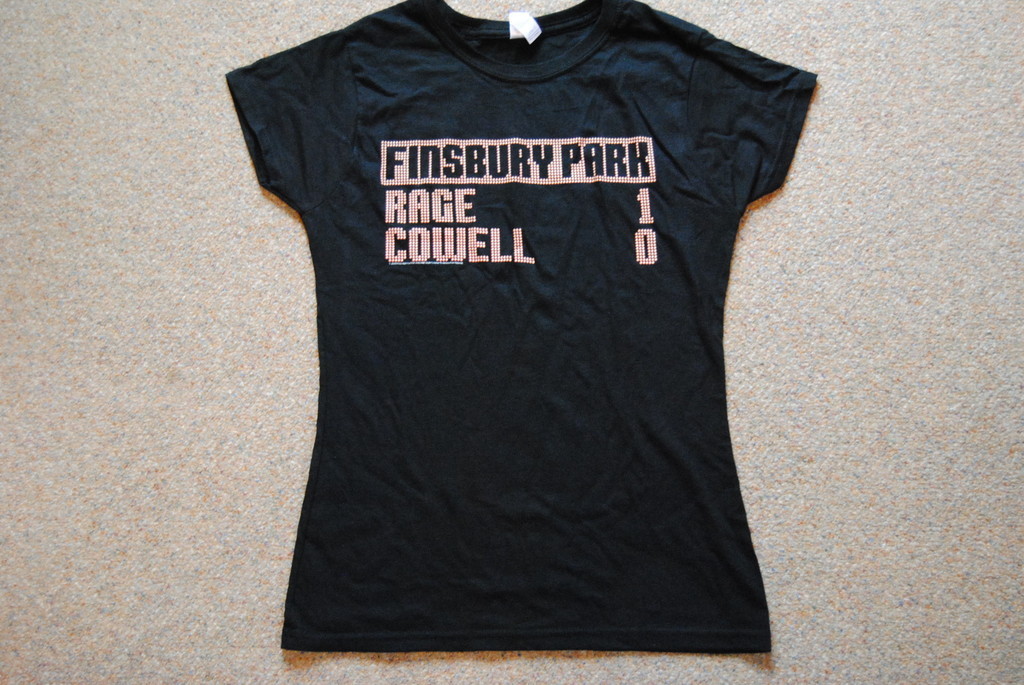 FINSBURY PARK
RAGE 1
COWELL 0